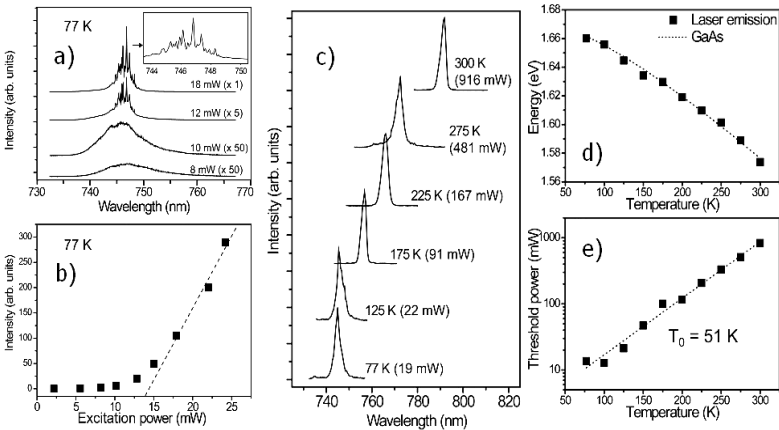 77 K
a)
744 746 748 750
18 mW (x 1)
12 mW (x 5)
10 mW (x 50)
8 mW (x 50)
Intensity (arb. units)
730 740 750 760 770
Wavelength (nm)
77 K
b)
300
250
200
150
100
50
0
Intensity (arb. units)
0 5 10 15 20 25
Excitation power (mW)
c)
300 K
(916 mW)
275 K
(481 mW)
225 K (167 mW)
175 K (91 mW)
125 K (22 mW)
77 K (19 mW)
Intensity (arb. units)
740 760 780 800 820
Wavelength (nm)
Laser emission
GaAs
d)
1.68
1.66
1.64
1.62
1.60
1.58
1.56
Energy (eV)
50 100 150 200 250 300
Temperature (K)
e)
1000
100
10
Threshold power (mW)
T0 = 51 K
50 100 150 200 250 300
Temperature (K)